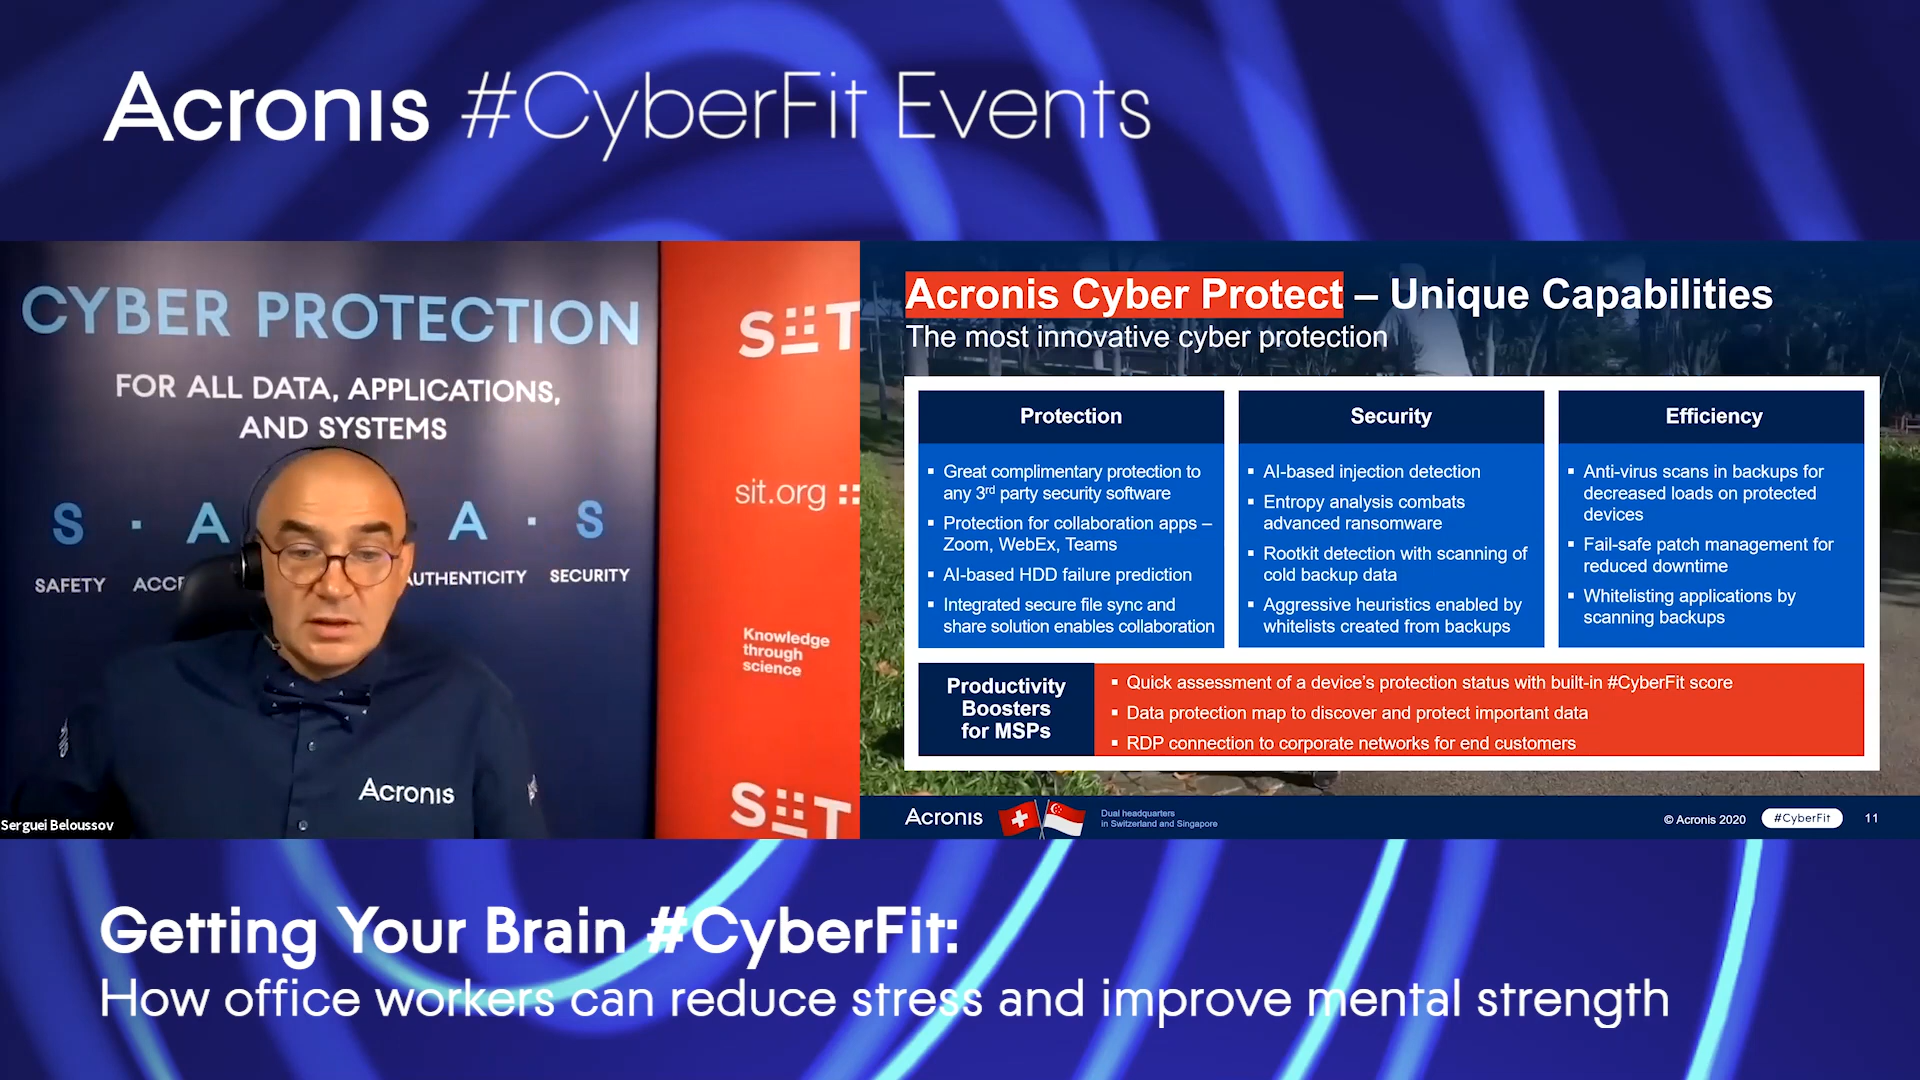 Acronis #CyberFit Events
CYBER PROTECTION
FOR ALL DATA, APPLICATIONS,
AND SYSTEMS
S · A A · S
SAFETY AUTHENTICITY SECURITY
SIT
sit.org
Knowledge
through
science
SIT
Acronis
Serguei Beloussov
Acronis Cyber Protect – Unique Capabilities
The most innovative cyber protection
Protection
▪ Great complimentary protection to
any 3rd party security software
▪ Protection for collaboration apps –
Zoom, WebEx, Teams
▪ AI-based HDD failure prediction
▪ Integrated secure file sync and
share solution enables collaboration
Security
▪ AI-based injection detection
▪ Entropy analysis combats
advanced ransomware
▪ Rootkit detection with scanning of
cold backup data
▪ Aggressive heuristics enabled by
whitelists created from backups
Efficiency
▪ Anti-virus scans in backups for
decreased loads on protected
devices
▪ Fail-safe patch management for
reduced downtime
▪ Whitelisting applications by
scanning backups
Productivity
Boosters
for MSPs
▪ Quick assessment of a device's protection status with built-in #CyberFit score
▪ Data protection map to discover and protect important data
▪ RDP connection to corporate networks for end customers
Acronis
Dual headquarters
in Switzerland and Singapore
© Acronis 2020 #CyberFit 11
Getting Your Brain #CyberFit:
How office workers can reduce stress and improve mental strength